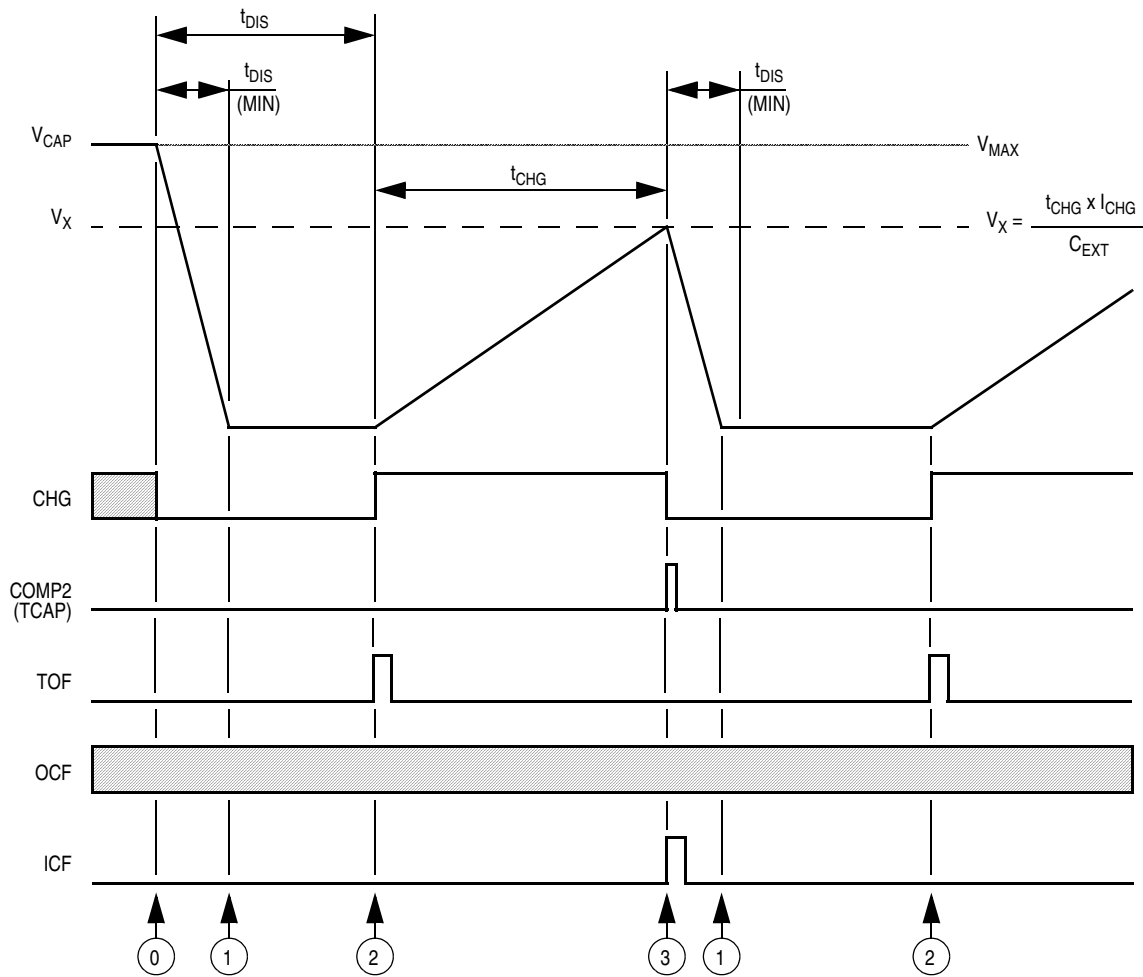 tDIS
tDIS
(MIN)
tDIS
(MIN)
VCAP
VMAX
tCHG
VX
VX = tCHG x ICHG
CEXT
CHG
COMP2
(TCAP)
TOF
OCF
ICF
0 1 2 3 1 2